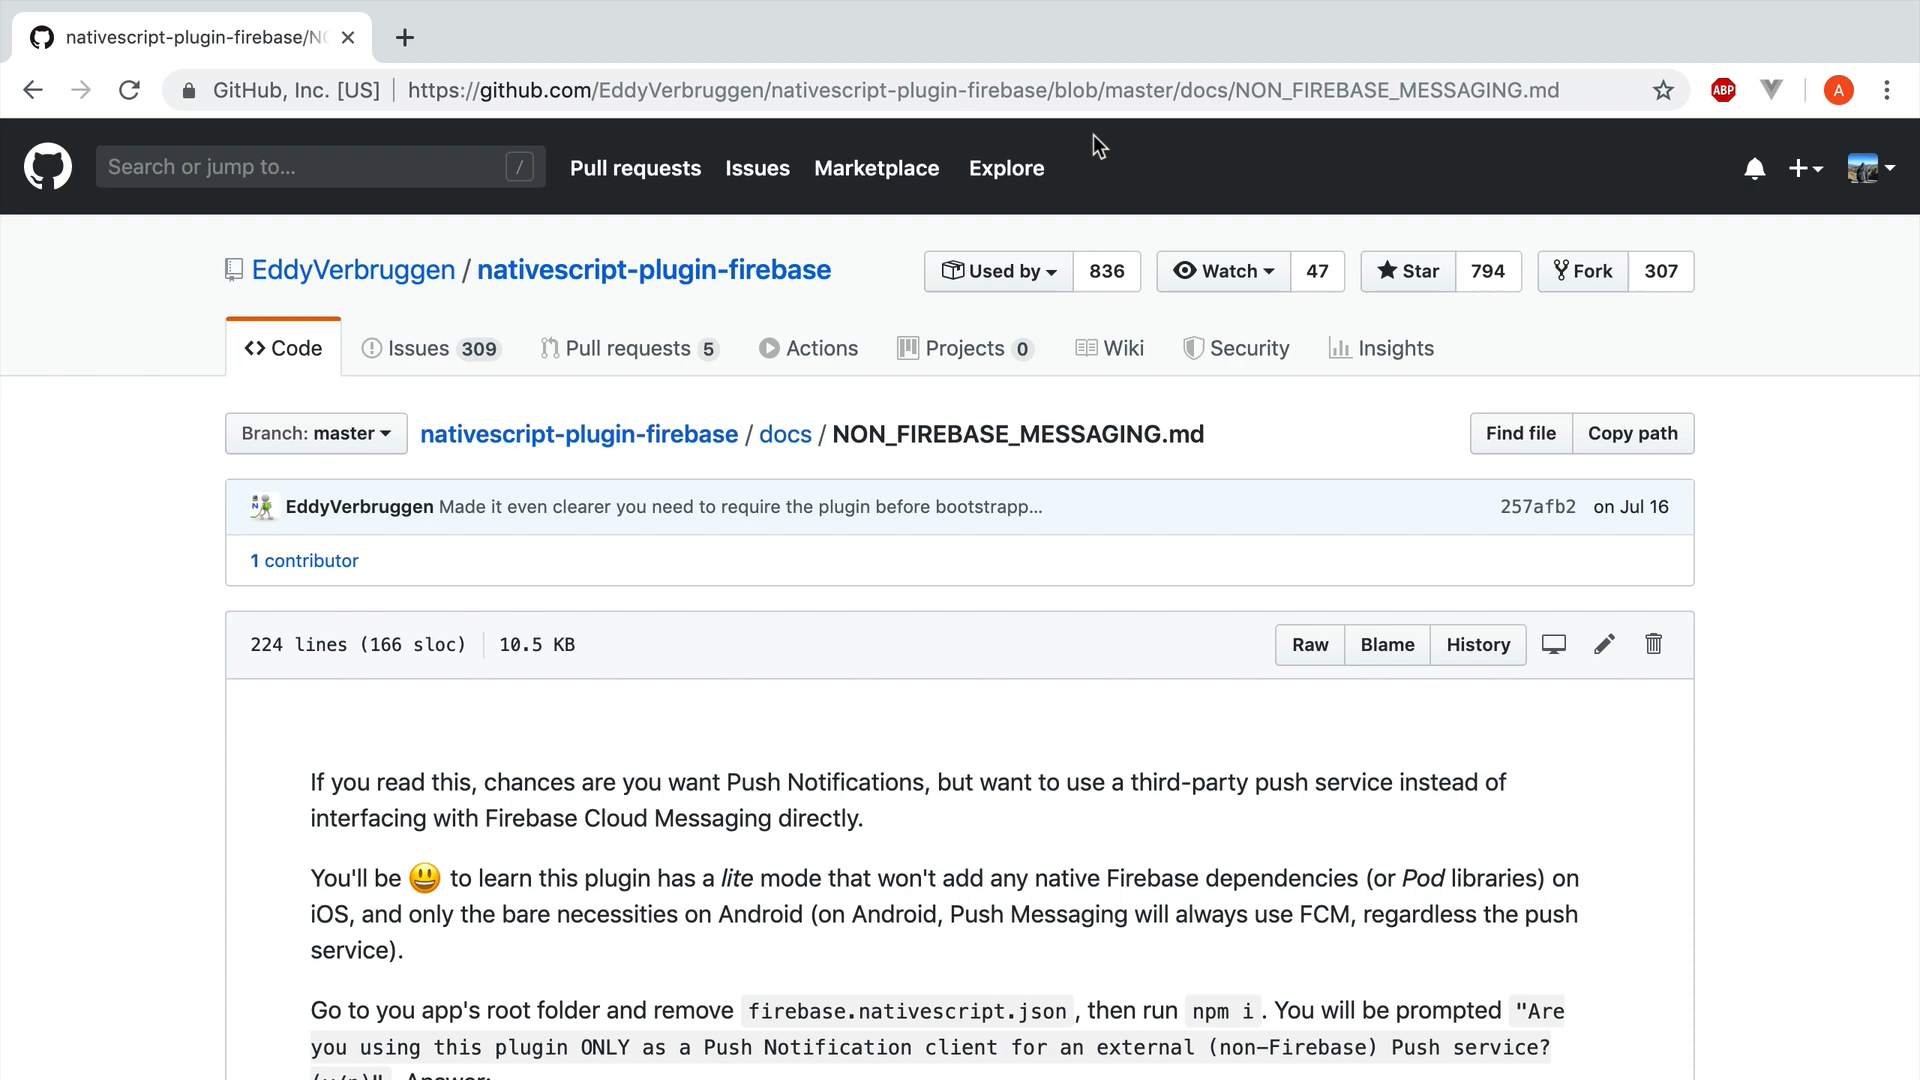 nativescript-plugin-firebase/NO
GitHub, Inc. [US] https://github.com/EddyVerbruggen/nativescript-plugin-firebase/blob/master/docs/NON_FIREBASE_MESSAGING.md
ABP
A
Search or jump to... /
Pull requests Issues Marketplace Explore
EddyVerbruggen / nativescript-plugin-firebase
Used by 836 Watch 47 Star 794 Fork 307
Code Issues 309 Pull requests 5 Actions Projects 0 Wiki Security Insights
Branch: master nativescript-plugin-firebase / docs / NON_FIREBASE_MESSAGING.md Find file Copy path
EddyVerbruggen Made it even clearer you need to require the plugin before bootstrapp... 257afb2 on Jul 16
1 contributor
224 lines (166 sloc) 10.5 KB Raw Blame History
If you read this, chances are you want Push Notifications, but want to use a third-party push service instead of
interfacing with Firebase Cloud Messaging directly.
You'll be 😃 to learn this plugin has a lite mode that won't add any native Firebase dependencies (or Pod libraries) on
iOS, and only the bare necessities on Android (on Android, Push Messaging will always use FCM, regardless the push
service).
Go to you app's root folder and remove firebase.nativescript.json, then run npm i. You will be prompted "Are
you using this plugin ONLY as a Push Notification client for an external (non-Firebase) Push service?
(y/n)". Answer: